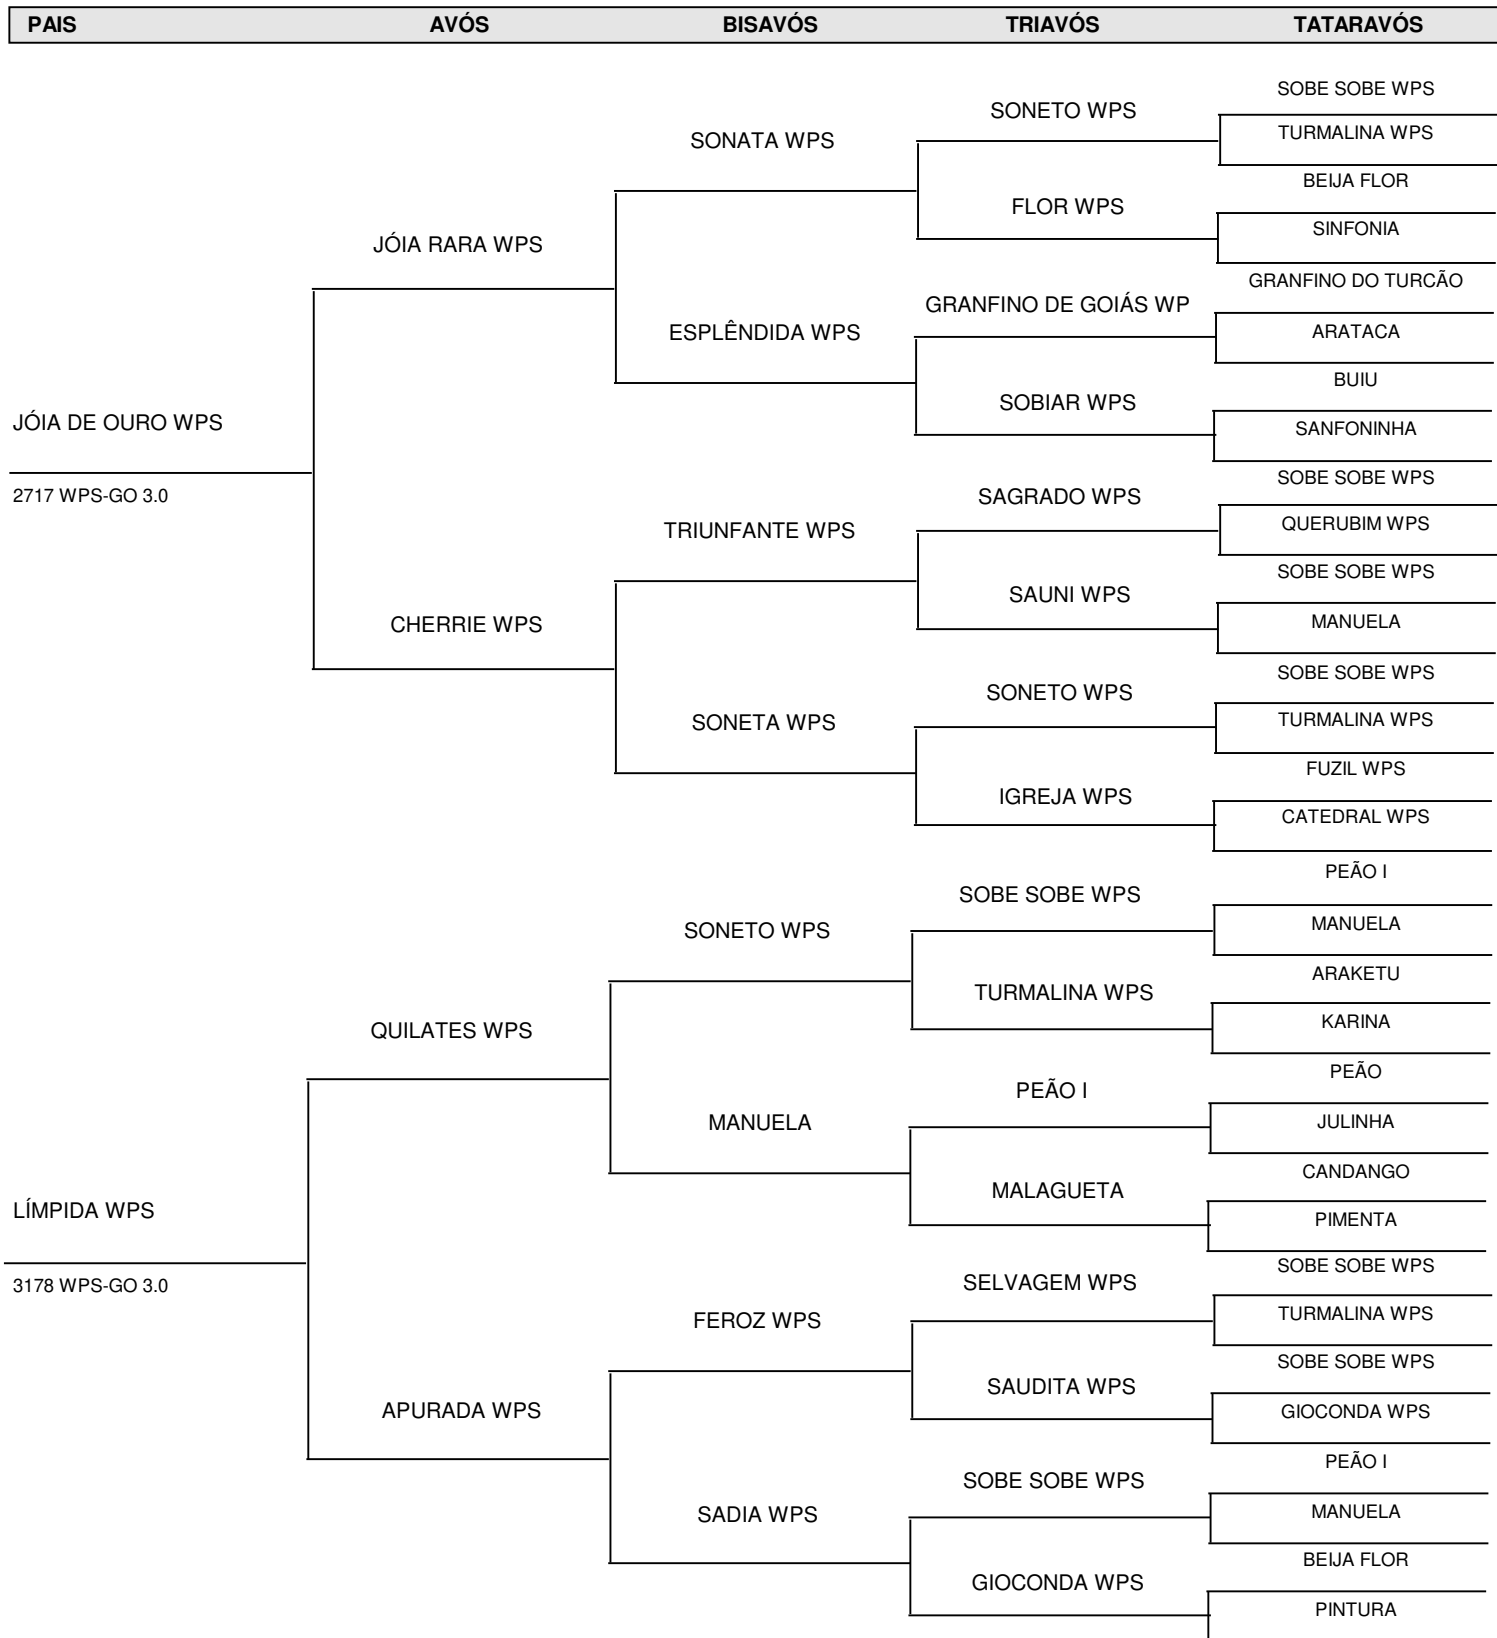 PAIS AVÓS BISAVÓS TRIAVÓS TATARAVÓS
SOBE SOBE WPS
SONETO WPS
TURMALINA WPS
SONATA WPS
BEIJA FLOR
FLOR WPS
SINFONIA
JÓIA RARA WPS
GRANFINO DO TURCÃO
GRANFINO DE GOIÁS WP
ARATACA
ESPLÊNDIDA WPS
BUIU
SOBIAR WPS
SANFONINHA
JÓIA DE OURO WPS
2717 WPS-GO 3.0
SOBE SOBE WPS
SAGRADO WPS
QUERUBIM WPS
TRIUNFANTE WPS
SOBE SOBE WPS
SAUNI WPS
MANUELA
CHERRIE WPS
SOBE SOBE WPS
SONETO WPS
TURMALINA WPS
SONETA WPS
FUZIL WPS
IGREJA WPS
CATEDRAL WPS
PEÃO I
SOBE SOBE WPS
MANUELA
SONETO WPS
ARAKETU
TURMALINA WPS
KARINA
QUILATES WPS
PEÃO
PEÃO I
JULINHA
MANUELA
CANDANGO
MALAGUETA
PIMENTA
LÍMPIDA WPS
3178 WPS-GO 3.0
SOBE SOBE WPS
SELVAGEM WPS
TURMALINA WPS
FEROZ WPS
SOBE SOBE WPS
SAUDITA WPS
GIOCONDA WPS
APURADA WPS
PEÃO I
SOBE SOBE WPS
MANUELA
SADIA WPS
BEIJA FLOR
GIOCONDA WPS
PINTURA